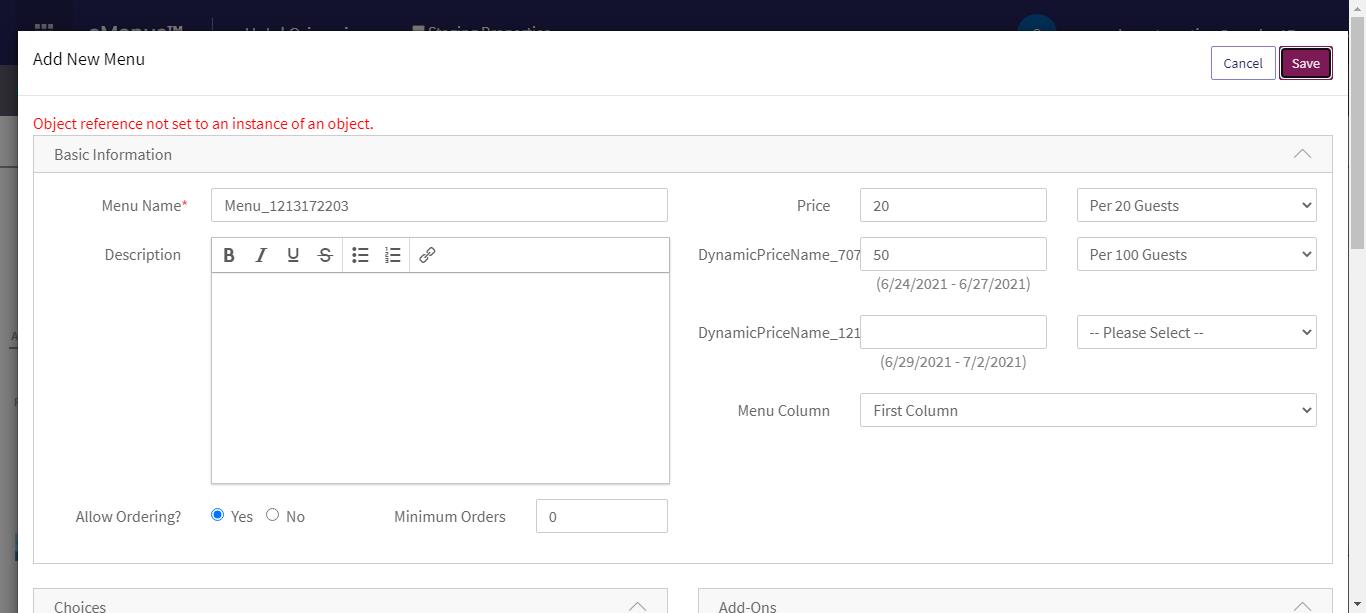 Add New Menu
Cancel
Save
Object reference not set to an instance of an object.
Basic Information
Menu Name*
Menu_1213172203
Price
20
Per 20 Guests
Description
B I U S
DynamicPriceName_707
50
Per 100 Guests
(6/24/2021 - 6/27/2021)
DynamicPriceName_121
-- Please Select --
(6/29/2021 - 7/2/2021)
Menu Column
First Column
Allow Ordering?
Yes
No
Minimum Orders
0
Choices
Add-Ons